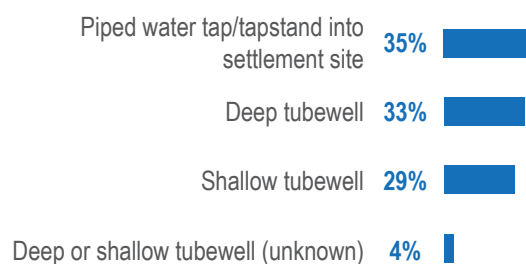 Piped water tap/tapstand into
settlement site 35%
Deep tubewell 33%
Shallow tubewell 29%
Deep or shallow tubewell (unknown) 4%